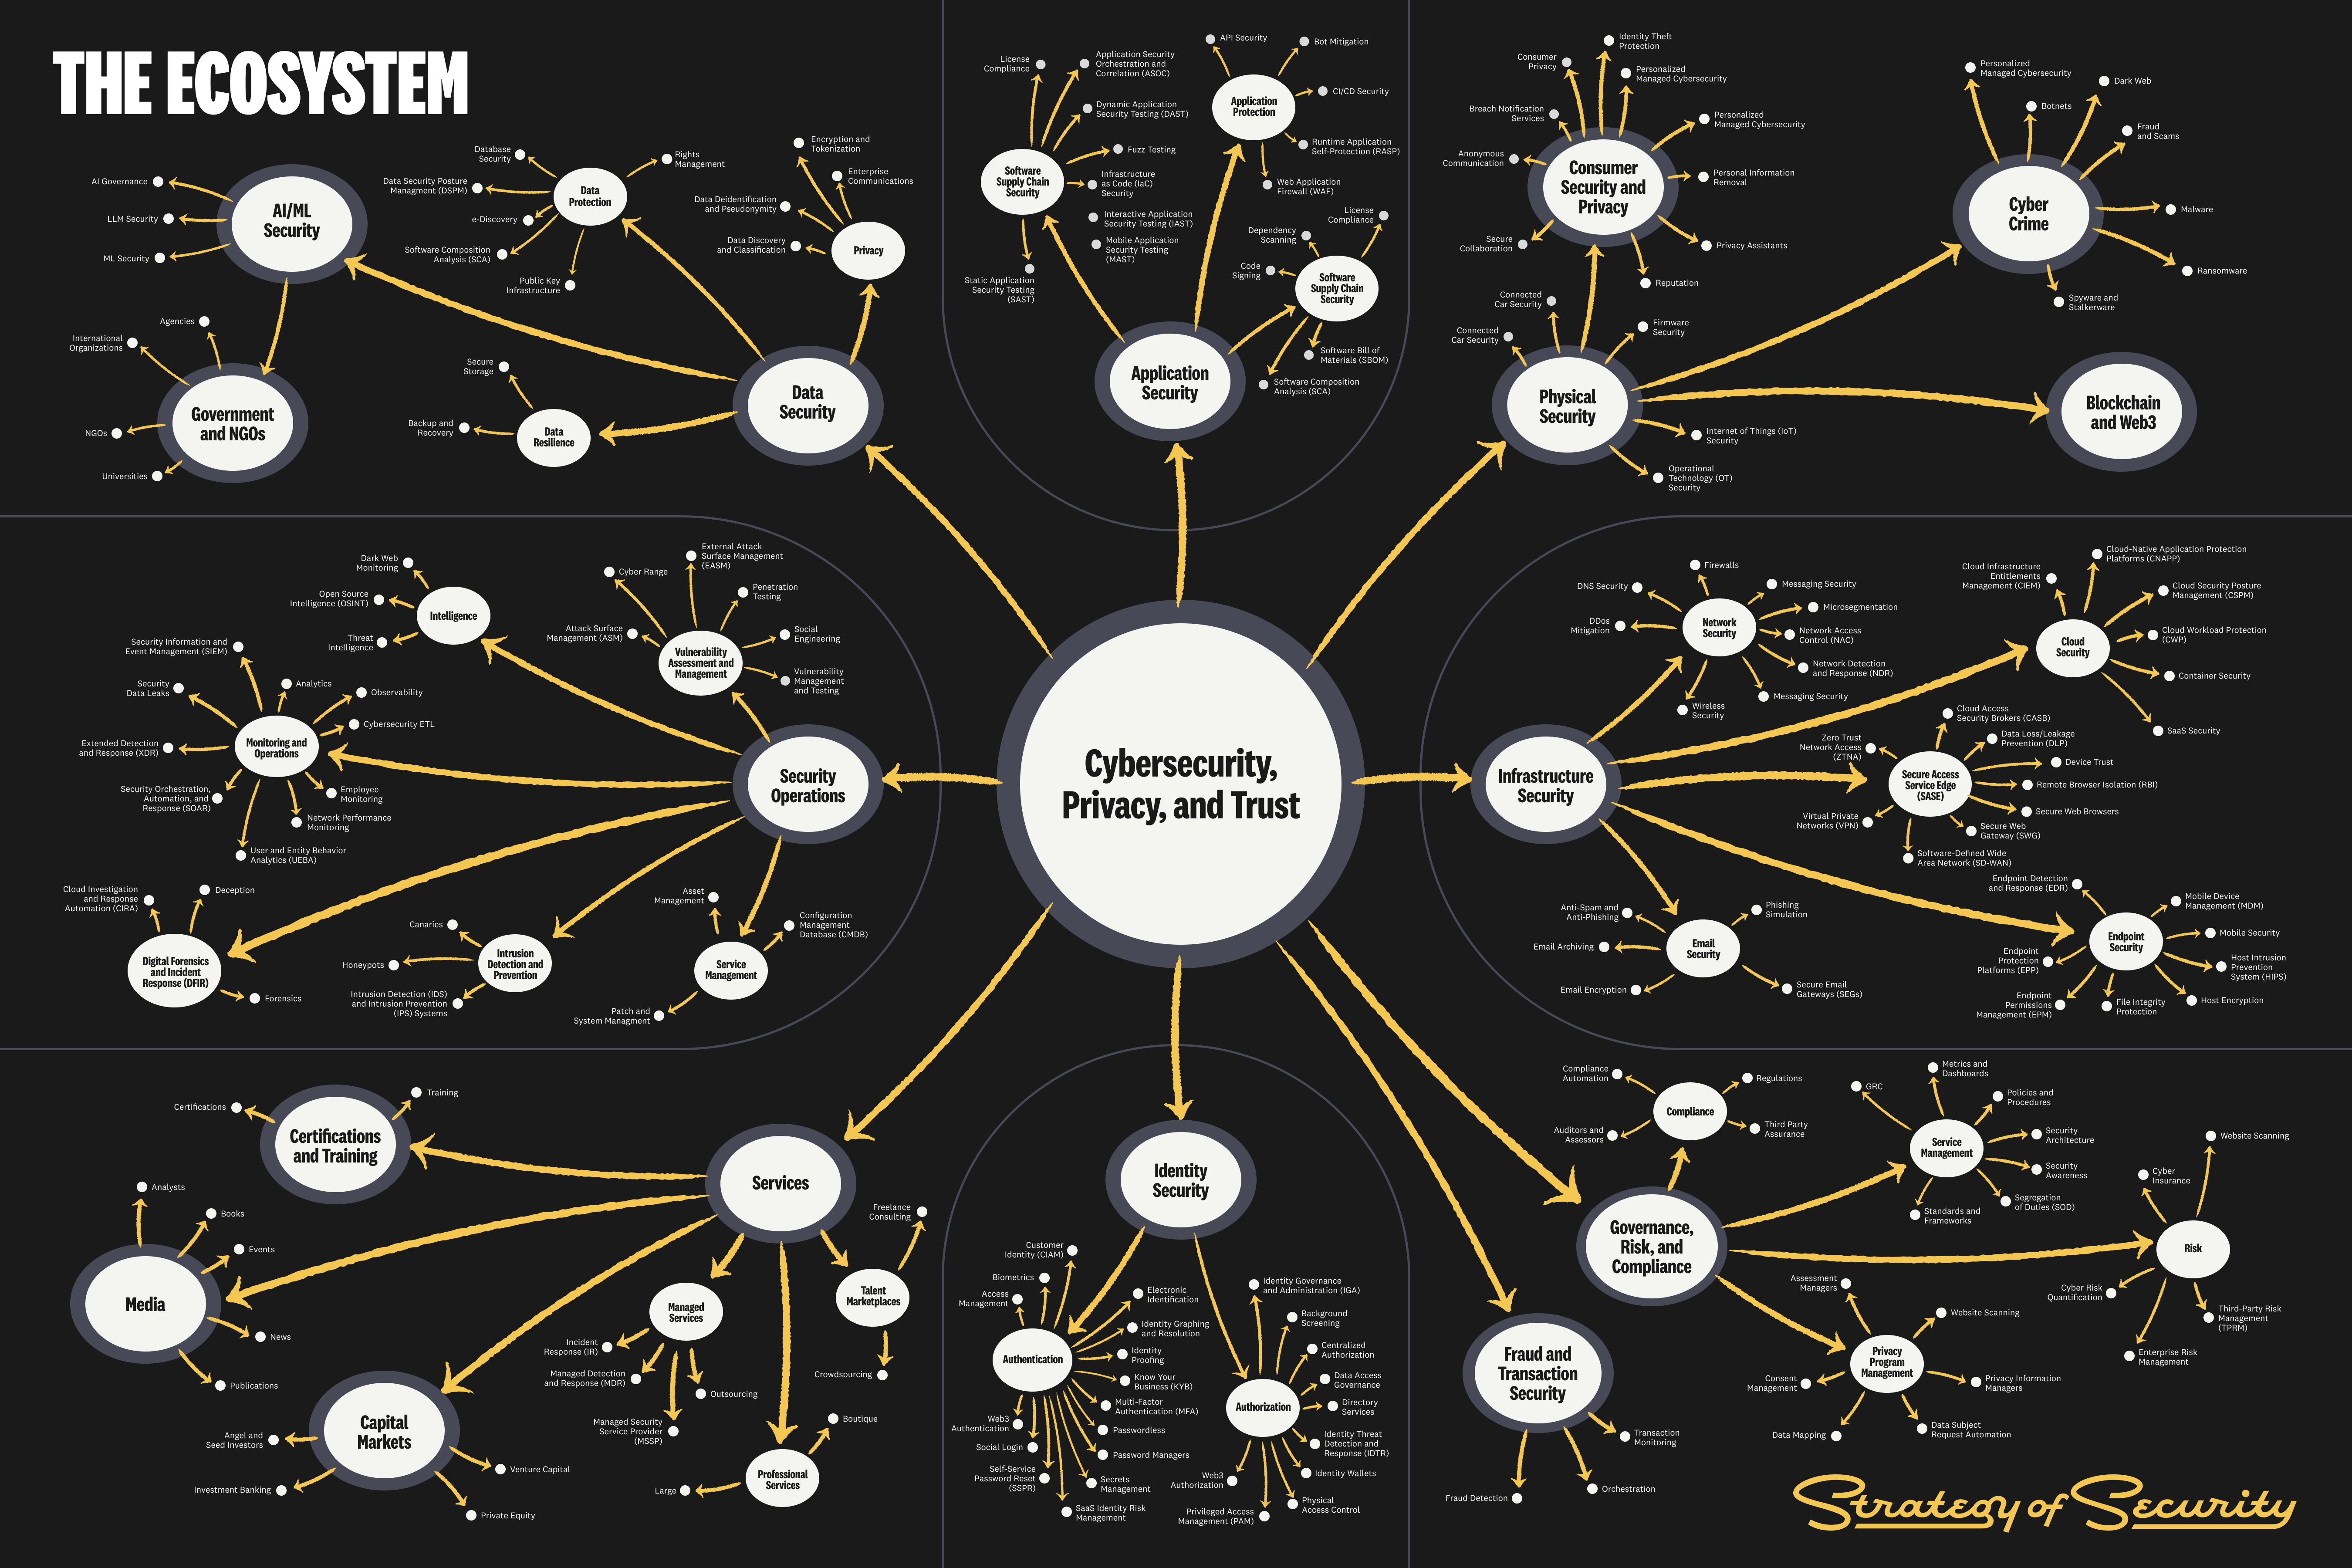 THE ECOSYSTEM
AI/ML
Security
AI Governance
LLM Security
ML Security
Government
and NGOs
Agencies
International
Organizations
NGOs
Universities
Data
Protection
Database
Security
Data Security Posture
Managment (DSPM)
e-Discovery
Software Composition
Analysis (SCA)
Public Key
Infrastructure
Rights
Management
Privacy
Encryption and
Tokenization
Enterprise
Communications
Data Deidentification
and Pseudonymity
Data Discovery
and Classification
Data
Security
Data
Resilience
Secure
Storage
Backup and
Recovery
Software
Supply Chain
Security
License
Compliance
Application Security
Orchestration and
Correlation (ASOC)
Dynamic Application
Security Testing (DAST)
Fuzz Testing
Infrastructure
as Code (IaC)
Security
Interactive Application
Security Testing (IAST)
Mobile Application
Security Testing
(MAST)
Static Application
Security Testing
(SAST)
Application
Protection
API Security
Bot Mitigation
CI/CD Security
Runtime Application
Self-Protection (RASP)
Web Application
Firewall (WAF)
Software
Supply Chain
Security
License
Compliance
Dependency
Scanning
Code
Signing
Software Bill of
Materials (SBOM)
Software Composition
Analysis (SCA)
Application
Security
Consumer
Security and
Privacy
Identity Theft
Protection
Consumer
Privacy
Personalized
Managed Cybersecurity
Breach Notification
Services
Personalized
Managed Cybersecurity
Anonymous
Communication
Personal Information
Removal
Secure
Collaboration
Privacy Assistants
Reputation
Physical
Security
Connected
Car Security
Connected
Car Security
Firmware
Security
Internet of Things (IoT)
Security
Operational
Technology (OT)
Security
Cyber
Crime
Personalized
Managed Cybersecurity
Dark Web
Botnets
Fraud
and Scams
Malware
Ransomware
Spyware and
Stalkerware
Blockchain
and Web3
Cybersecurity,
Privacy, and Trust
Security
Operations
Intelligence
Dark Web
Monitoring
Open Source
Intelligence (OSINT)
Threat
Intelligence
Vulnerability
Assessment and
Management
Cyber Range
External Attack
Surface Management
(EASM)
Penetration
Testing
Attack Surface
Management (ASM)
Social
Engineering
Vulnerability
Management
and Testing
Monitoring and
Operations
Security Information and
Event Management (SIEM)
Security
Data Leaks
Analytics
Observability
Cybersecurity ETL
Extended Detection
and Response (XDR)
Security Orchestration,
Automation, and
Response (SOAR)
Employee
Monitoring
Network Performance
Monitoring
User and Entity Behavior
Analytics (UEBA)
Digital Forensics
and Incident
Response (DFIR)
Cloud Investigation
and Response
Automation (CIRA)
Deception
Forensics
Intrusion
Detection and
Prevention
Canaries
Honeypots
Intrusion Detection (IDS)
and Intrusion Prevention
(IPS) Systems
Service
Management
Asset
Management
Configuration
Management
Database (CMDB)
Patch and
System Managment
Infrastructure
Security
Network
Security
Firewalls
DNS Security
Messaging Security
Microsegmentation
DDos
Mitigation
Network Access
Control (NAC)
Network Detection
and Response (NDR)
Messaging Security
Wireless
Security
Cloud
Security
Cloud-Native Application Protection
Platforms (CNAPP)
Cloud Infrastructure
Entitlements
Management (CIEM)
Cloud Security Posture
Management (CSPM)
Cloud Workload Protection
(CWP)
Container Security
SaaS Security
Secure Access
Service Edge
(SASE)
Cloud Access
Security Brokers (CASB)
Zero Trust
Network Access
(ZTNA)
Data Loss/Leakage
Prevention (DLP)
Device Trust
Remote Browser Isolation (RBI)
Secure Web Browsers
Virtual Private
Networks (VPN)
Secure Web
Gateway (SWG)
Software-Defined Wide
Area Network (SD-WAN)
Email
Security
Anti-Spam and
Anti-Phishing
Phishing
Simulation
Email Archiving
Email Encryption
Secure Email
Gateways (SEGs)
Endpoint
Security
Endpoint Detection
and Response (EDR)
Mobile Device
Management (MDM)
Mobile Security
Endpoint
Protection
Platforms (EPP)
Host Intrusion
Prevention
System (HIPS)
Endpoint
Permissions
Management (EPM)
File Integrity
Protection
Host Encryption
Certifications
and Training
Certifications
Training
Services
Media
Analysts
Books
Events
News
Publications
Capital
Markets
Angel and
Seed Investors
Investment Banking
Venture Capital
Private Equity
Managed
Services
Incident
Response (IR)
Managed Detection
and Response (MDR)
Outsourcing
Managed Security
Service Provider
(MSSP)
Talent
Marketplaces
Freelance
Consulting
Crowdsourcing
Professional
Services
Boutique
Large
Identity
Security
Authentication
Customer
Identity (CIAM)
Biometrics
Access
Management
Electronic
Identification
Identity Graphing
and Resolution
Identity
Proofing
Know Your
Business (KYB)
Multi-Factor
Authentication (MFA)
Passwordless
Password Managers
Secrets
Management
SaaS Identity Risk
Management
Self-Service
Password Reset
(SSPR)
Social Login
Web3
Authentication
Authorization
Identity Governance
and Administration (IGA)
Background
Screening
Centralized
Authorization
Data Access
Governance
Directory
Services
Identity Threat
Detection and
Response (IDTR)
Identity Wallets
Physical
Access Control
Privileged Access
Management (PAM)
Web3
Authorization
Governance,
Risk, and
Compliance
Compliance
Compliance
Automation
Regulations
Auditors and
Assessors
Third Party
Assurance
Service
Management
GRC
Metrics and
Dashboards
Policies and
Procedures
Security
Architecture
Security
Awareness
Segregation
of Duties (SOD)
Standards and
Frameworks
Risk
Website Scanning
Cyber
Insurance
Cyber Risk
Quantification
Third-Party Risk
Management
(TPRM)
Enterprise Risk
Management
Privacy
Program
Management
Assessment
Managers
Website Scanning
Consent
Management
Privacy Information
Managers
Data Mapping
Data Subject
Request Automation
Fraud and
Transaction
Security
Transaction
Monitoring
Fraud Detection
Orchestration
Strategy of Security